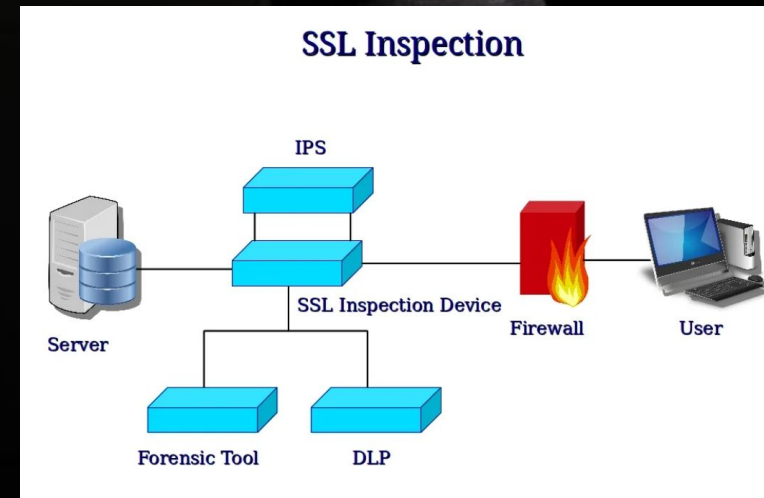 SSL Inspection
IPS
SSL Inspection Device
Server
Firewall
User
Forensic Tool
DLP